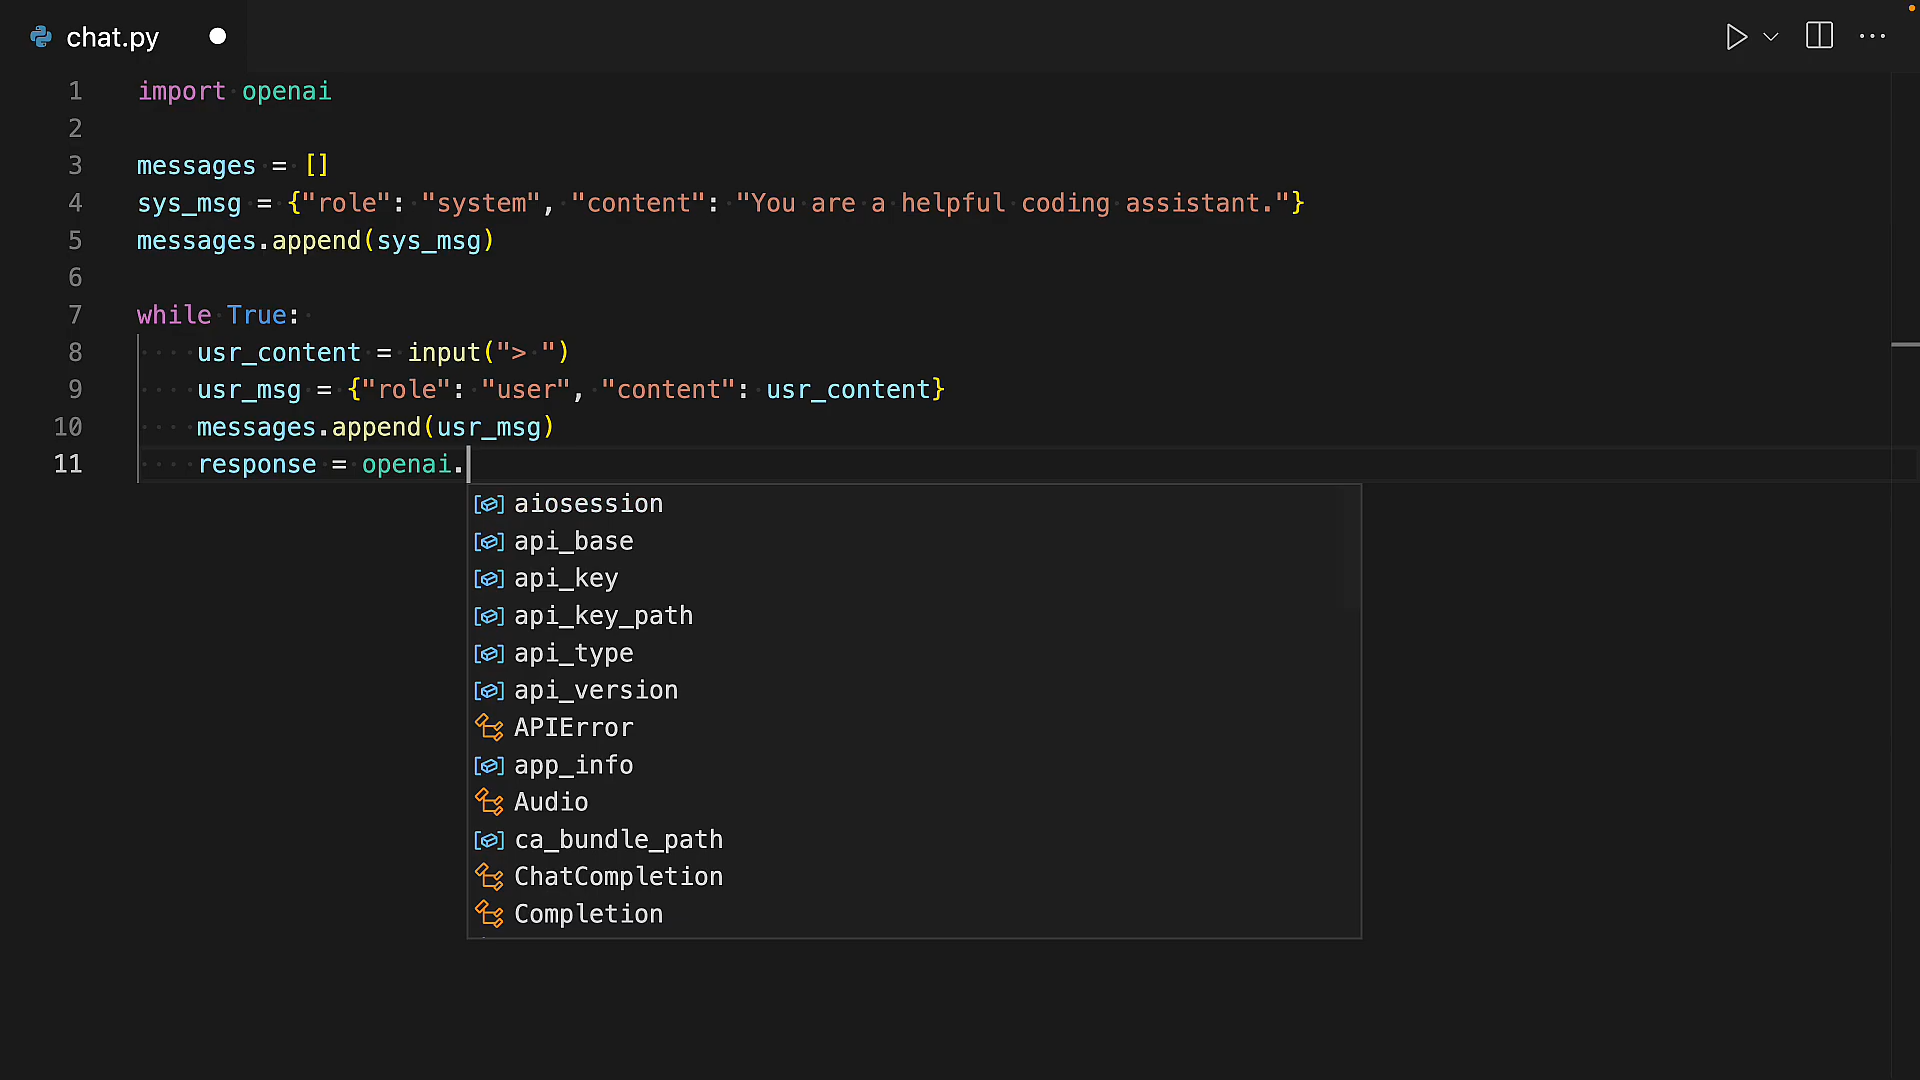 chat.py
1 import openai
2
3 messages = []
4 sys_msg = {"role": "system", "content": "You are a helpful coding assistant."}
5 messages.append(sys_msg)
6
7 while True:
8     usr_content = input("> ")
9     usr_msg = {"role": "user", "content": usr_content}
10     messages.append(usr_msg)
11     response = openai.
aiosession
api_base
api_key
api_key_path
api_type
api_version
APIError
app_info
Audio
ca_bundle_path
ChatCompletion
Completion